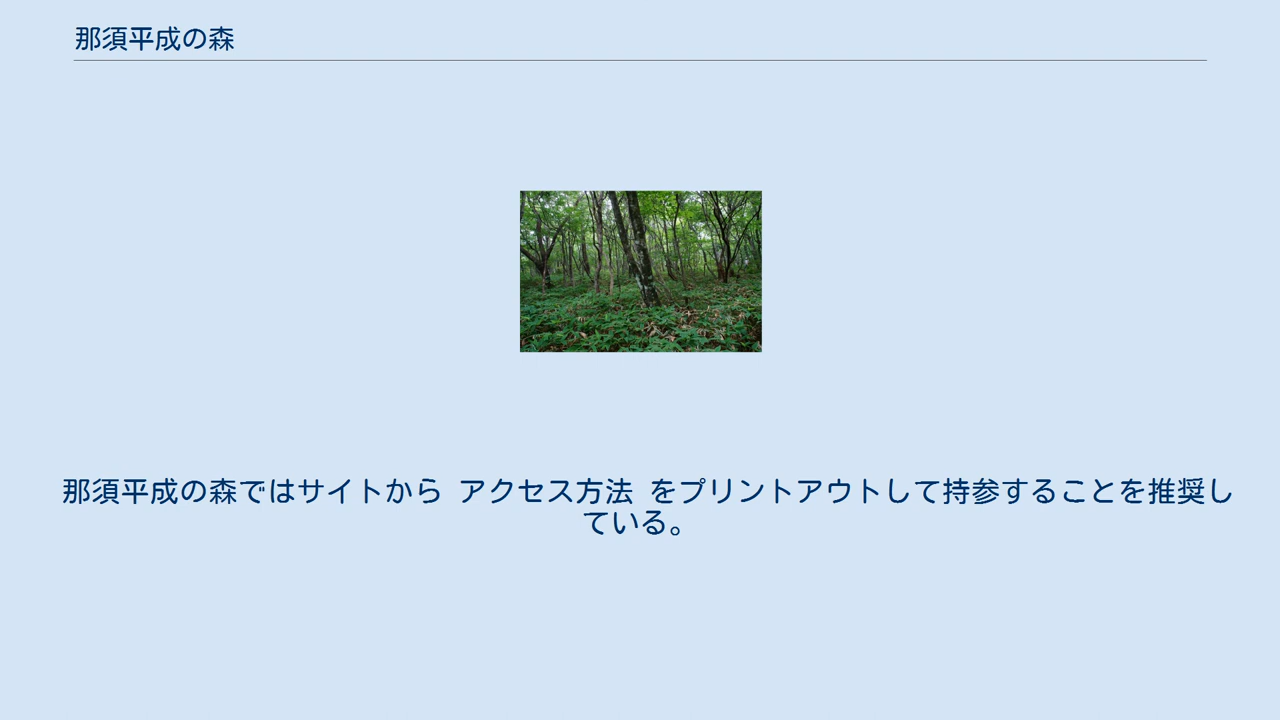 那須平成の森
那須平成の森ではサイトから アクセス方法 をプリントアウトして持参することを推奨し
ている。